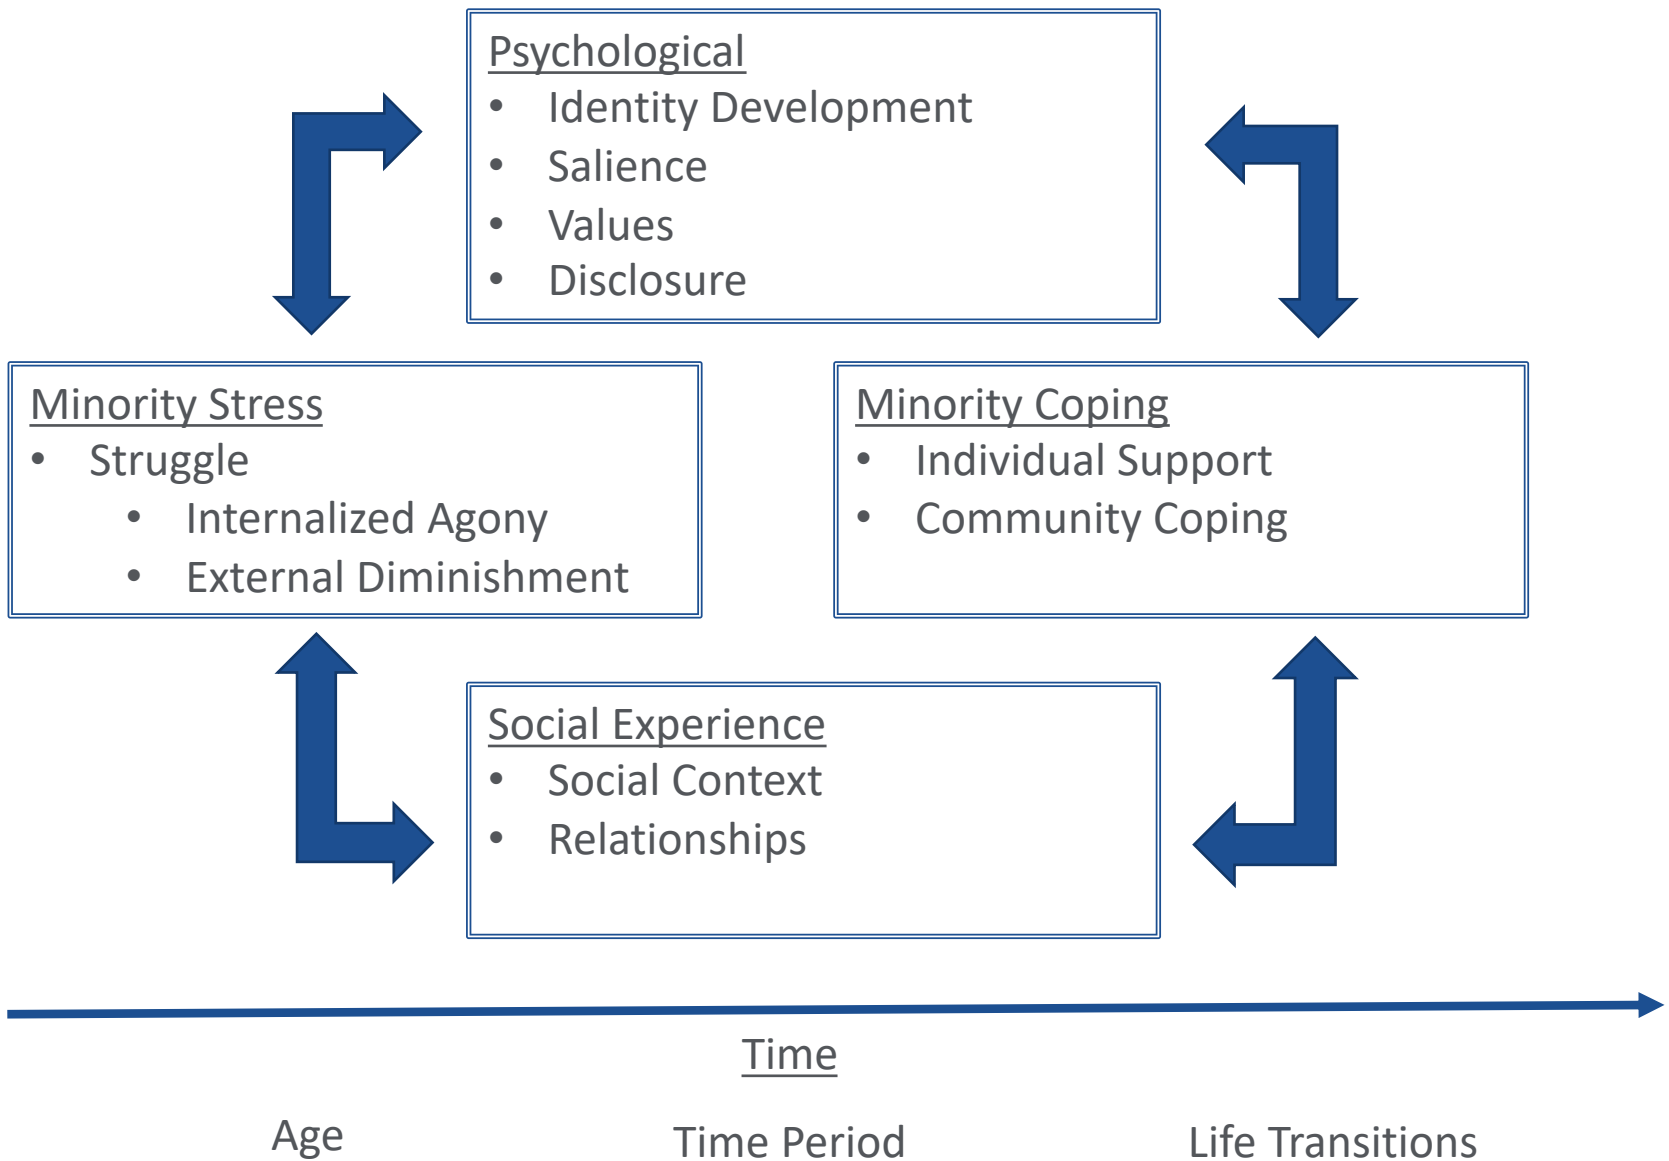 Psychological
• Identity Development
• Salience
• Values
• Disclosure
Minority Stress
• Struggle
• Internalized Agony
• External Diminishment
Minority Coping
• Individual Support
• Community Coping
Social Experience
• Social Context
• Relationships
Time
Age
Time Period
Life Transitions